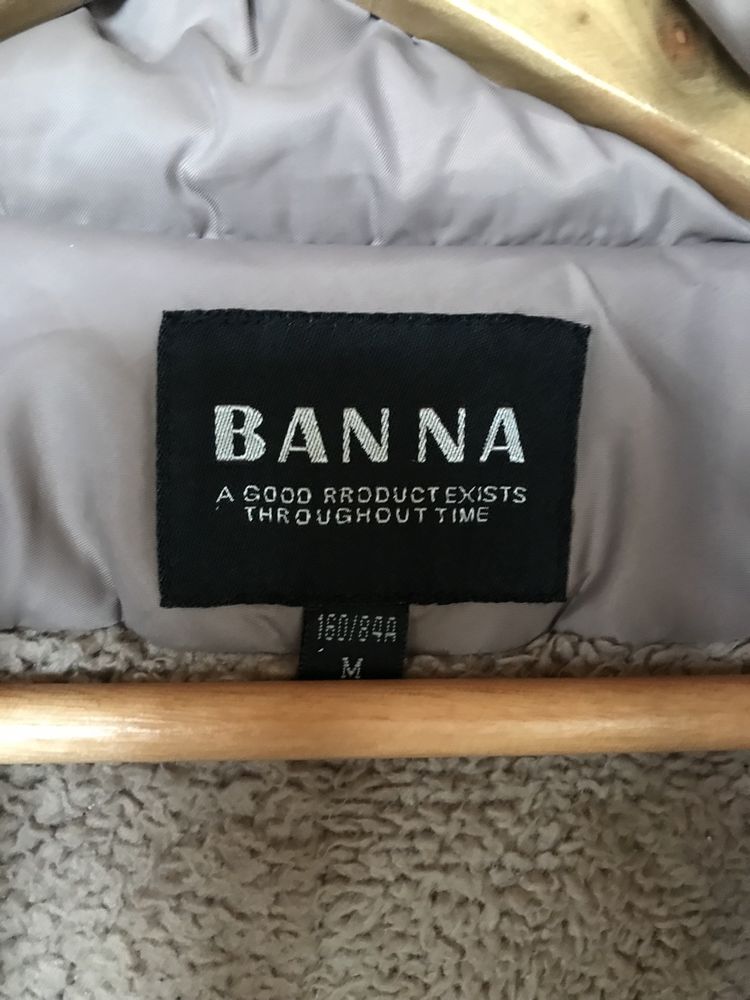 BANNA
A GOOD RRODUCT EXISTS
THROUGHOUT TIME
160/84A
M